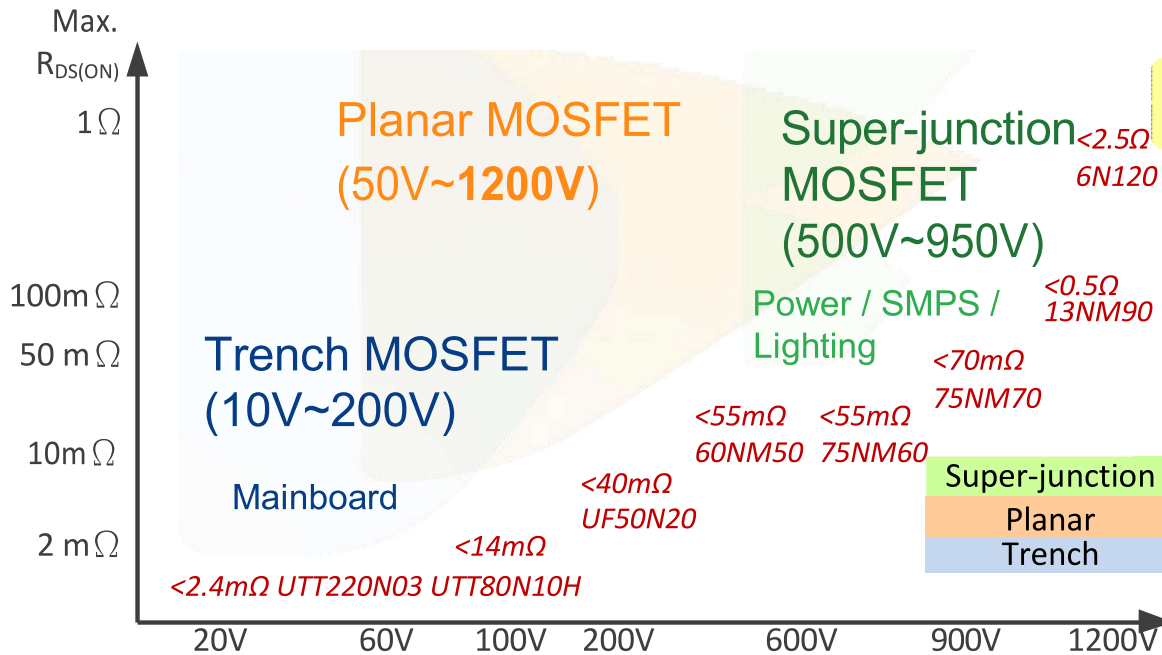 Max.
R_DS(ON)
1Ω
100mΩ
50 mΩ
10mΩ
2 mΩ
Planar MOSFET
(50V~1200V)
Super-junction
MOSFET
(500V~950V)
<2.5Ω
6N120
Power / SMPS /
Lighting
<0.5Ω
13NM90
Trench MOSFET
(10V~200V)
<70mΩ
75NM70
<55mΩ
60NM50
<55mΩ
75NM60
Mainboard
<40mΩ
UF50N20
Super-junction
Planar
Trench
<14mΩ
<2.4mΩ UTT220N03 UTT80N10H
20V 60V 100V 200V 600V 900V 1200V